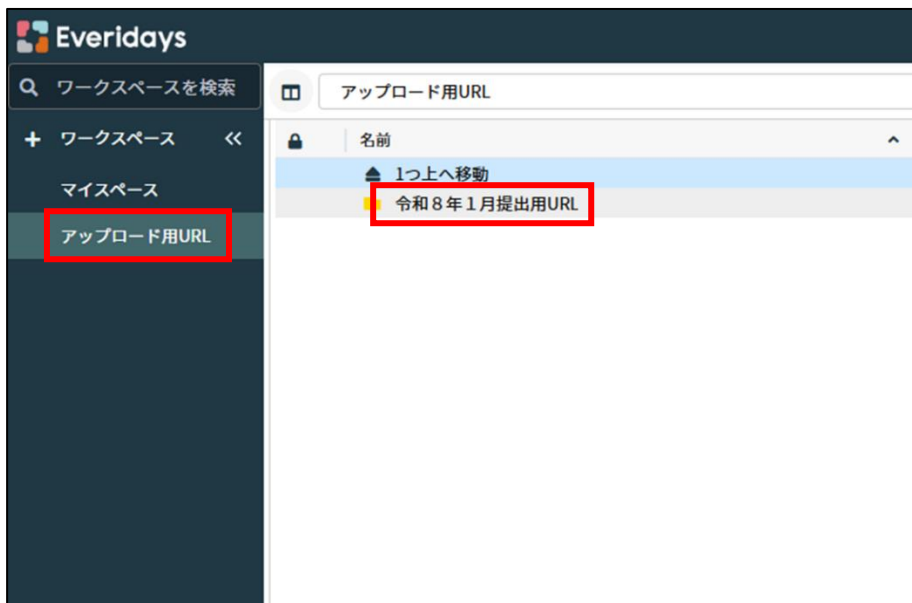 Everidays
ワークスペースを検索
アップロード用URL
+ ワークスペース
名前
マイスペース
アップロード用URL
1つ上へ移動
令和８年１月提出用URL